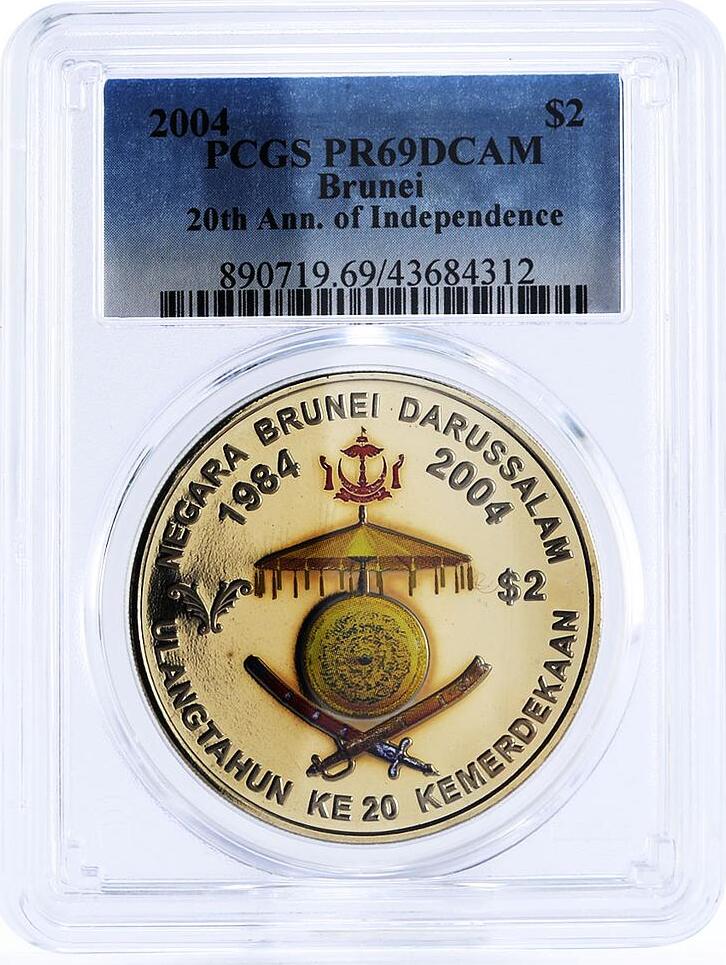 2004 $2
PCGS PR69DCAM
Brunei
20th Ann. of Independence
890719.69/43684312
NEGARA BRUNEI DARUSSALAM
1984 2004
$2
ULANGTAHUN KE 20 KEMERDEKAAN